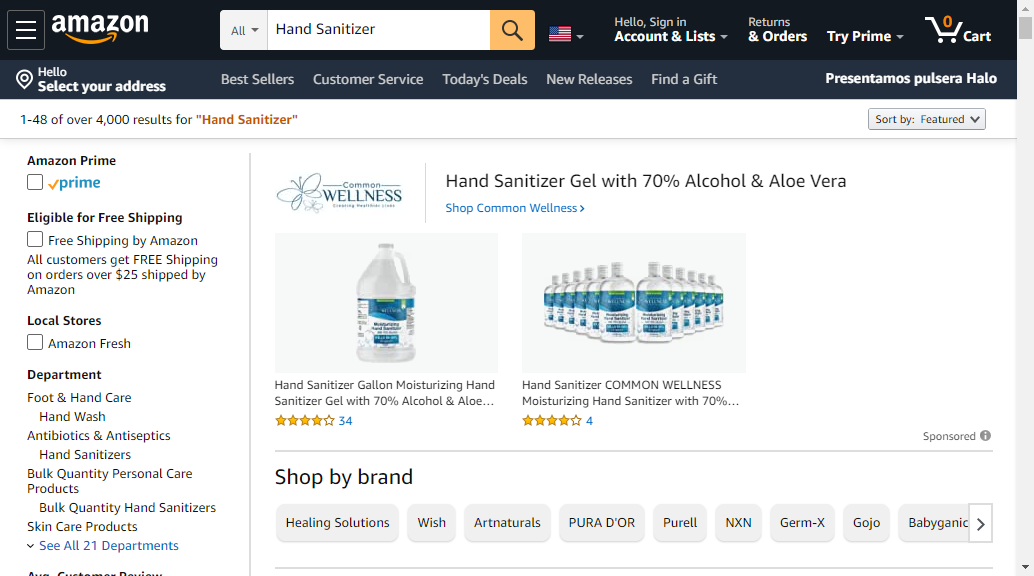 amazon
All
Hand Sanitizer
Hello, Sign in
Account & Lists
Returns
& Orders
Try Prime
0
Cart
Hello
Select your address
Best Sellers
Customer Service
Today's Deals
New Releases
Find a Gift
Presentamos pulsera Halo
1-48 of over 4,000 results for "Hand Sanitizer"
Sort by: Featured
Amazon Prime
prime
Eligible for Free Shipping
Free Shipping by Amazon
All customers get FREE Shipping
on orders over $25 shipped by
Amazon
Local Stores
Amazon Fresh
Department
Foot & Hand Care
Hand Wash
Antibiotics & Antiseptics
Hand Sanitizers
Bulk Quantity Personal Care
Products
Bulk Quantity Hand Sanitizers
Skin Care Products
See All 21 Departments
Avg. Customer Review
Common
WELLNESS
Creating Healthier Lives
Hand Sanitizer Gel with 70% Alcohol & Aloe Vera
Shop Common Wellness
WELLNESS
Moisturizing
Hand Sanitizer
WELLNESS
Hand Sanitizer Gallon Moisturizing Hand
Sanitizer Gel with 70% Alcohol & Aloe...
34
Hand Sanitizer COMMON WELLNESS
Moisturizing Hand Sanitizer with 70%...
4
Sponsored
Shop by brand
Healing Solutions
Wish
Artnaturals
PURA D'OR
Purell
NXN
Germ-X
Gojo
Babyganic